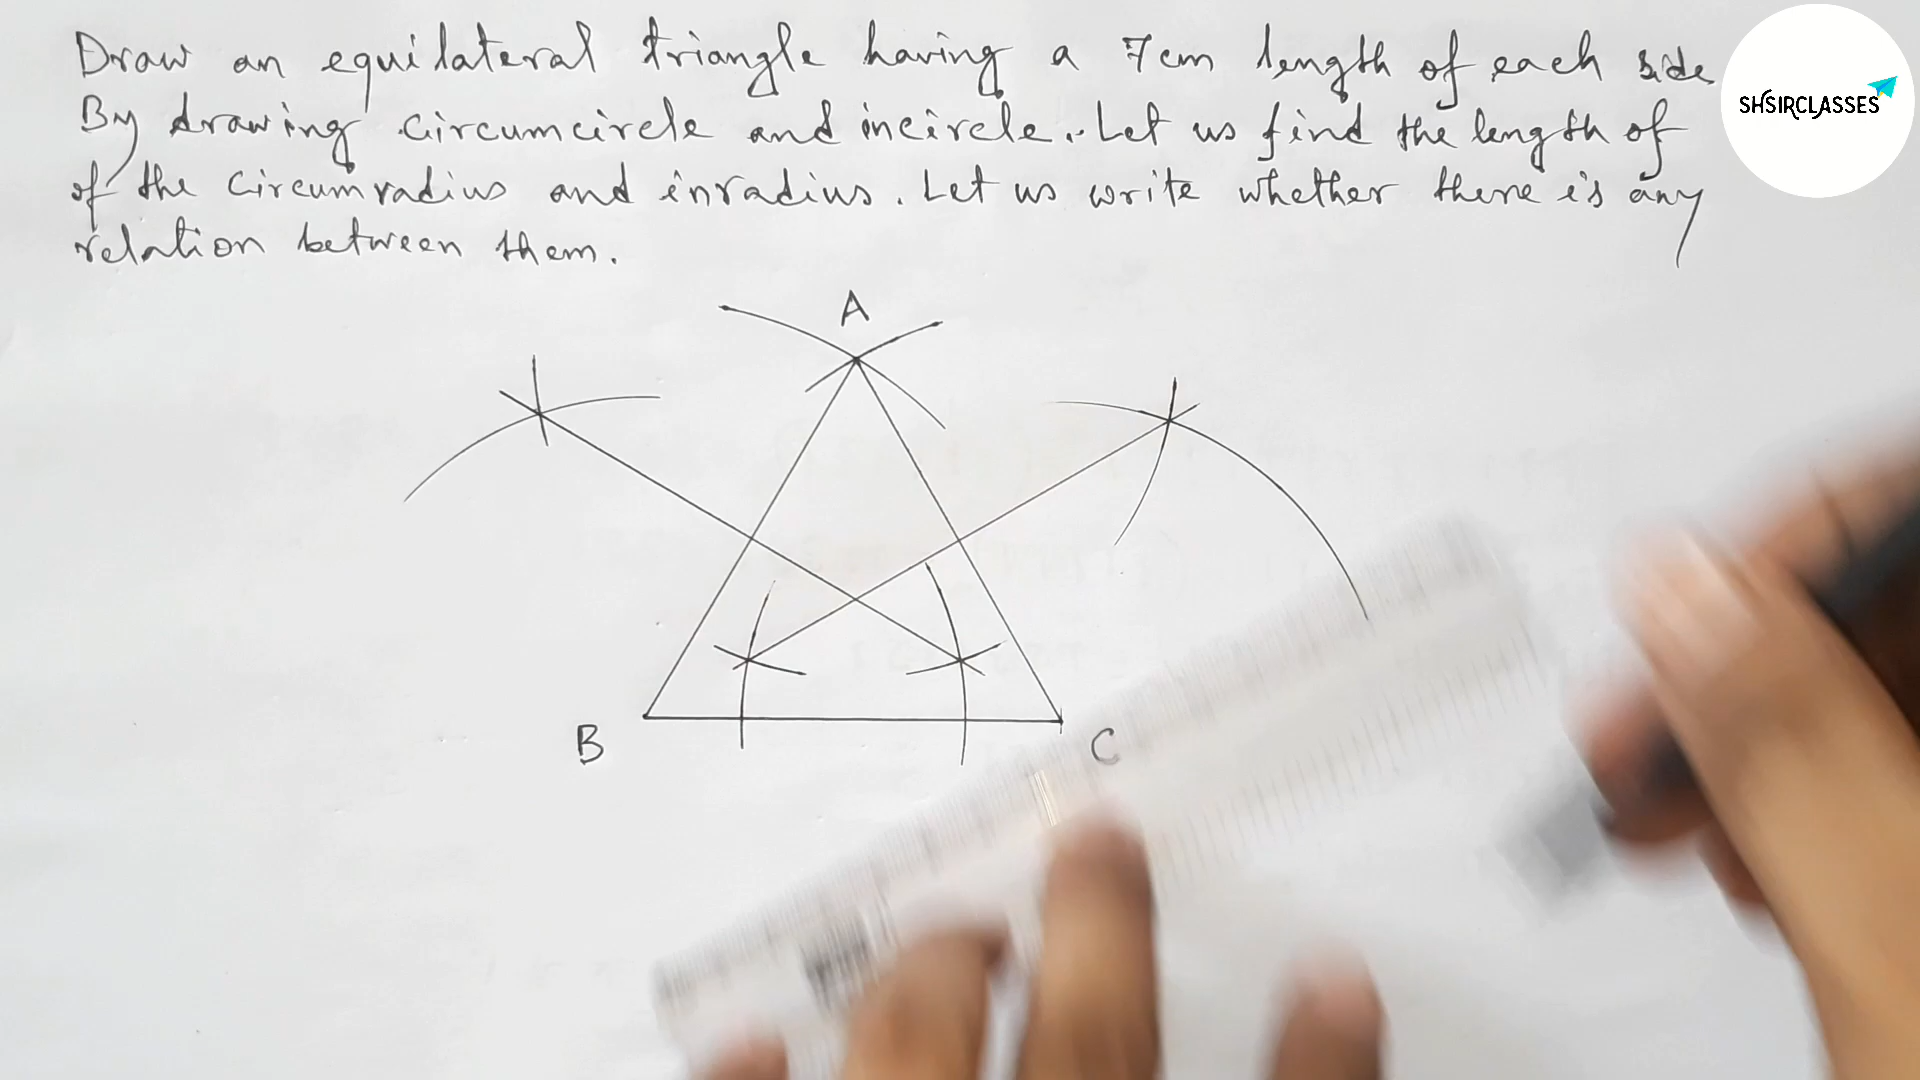 Draw an equilateral triangle having a 7cm length of each side
By drawing circumcircle and incircle. Let us find the length of
of the circumradius and inradius. Let us write whether there is any
relation between them.
SHSIRCLASSES
A
B
C